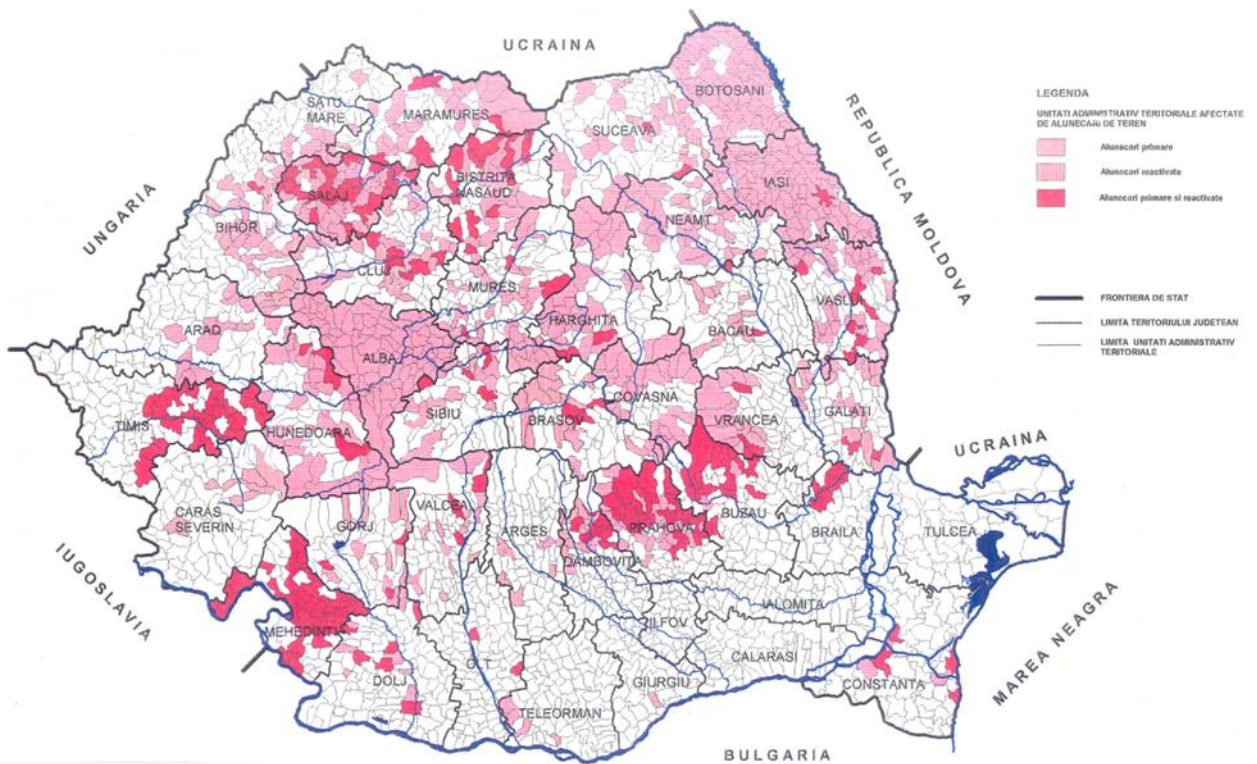 UCRAINA
BOTOSANI
SATU
MARE
MARAMURES
SUCEAVA
REPUBLICA MOLDOVA
UNGARIA
BISTRITA
NASAUD
SALAJ
IASI
NEAMT
BIHOR
CLUJ
MURES
VASLUI
HARGHITA
BACAU
ARAD
ALBA
COVASNA
SIBIU
BRASOV
VRANCEA
GALATI
TIMIS
HUNEDOARA
UCRAINA
CARAS
SEVERIN
GORJ
VALCEA
ARGES
PRAHOVA
BUZAU
BRAILA
TULCEA
DAMBOVITA
IUGOSLAVIA
IALOMITA
MEHEDINTI
ILFOV
CALARASI
DOLJ
OLT
GIURGIU
CONSTANTA
TELEORMAN
MAREA NEAGRA
BULGARIA
LEGENDA
UNITATI ADMINISTRATIV TERITORIALE AFECTATE
DE ALUNECARI DE TEREN
Alunecari primare
Alunecari reactivate
Alunecari primare si reactivate
FRONTIERA DE STAT
LIMITA TERITORIULUI JUDETEAN
LIMITA UNITATI ADMINISTRATIV
TERITORIALE